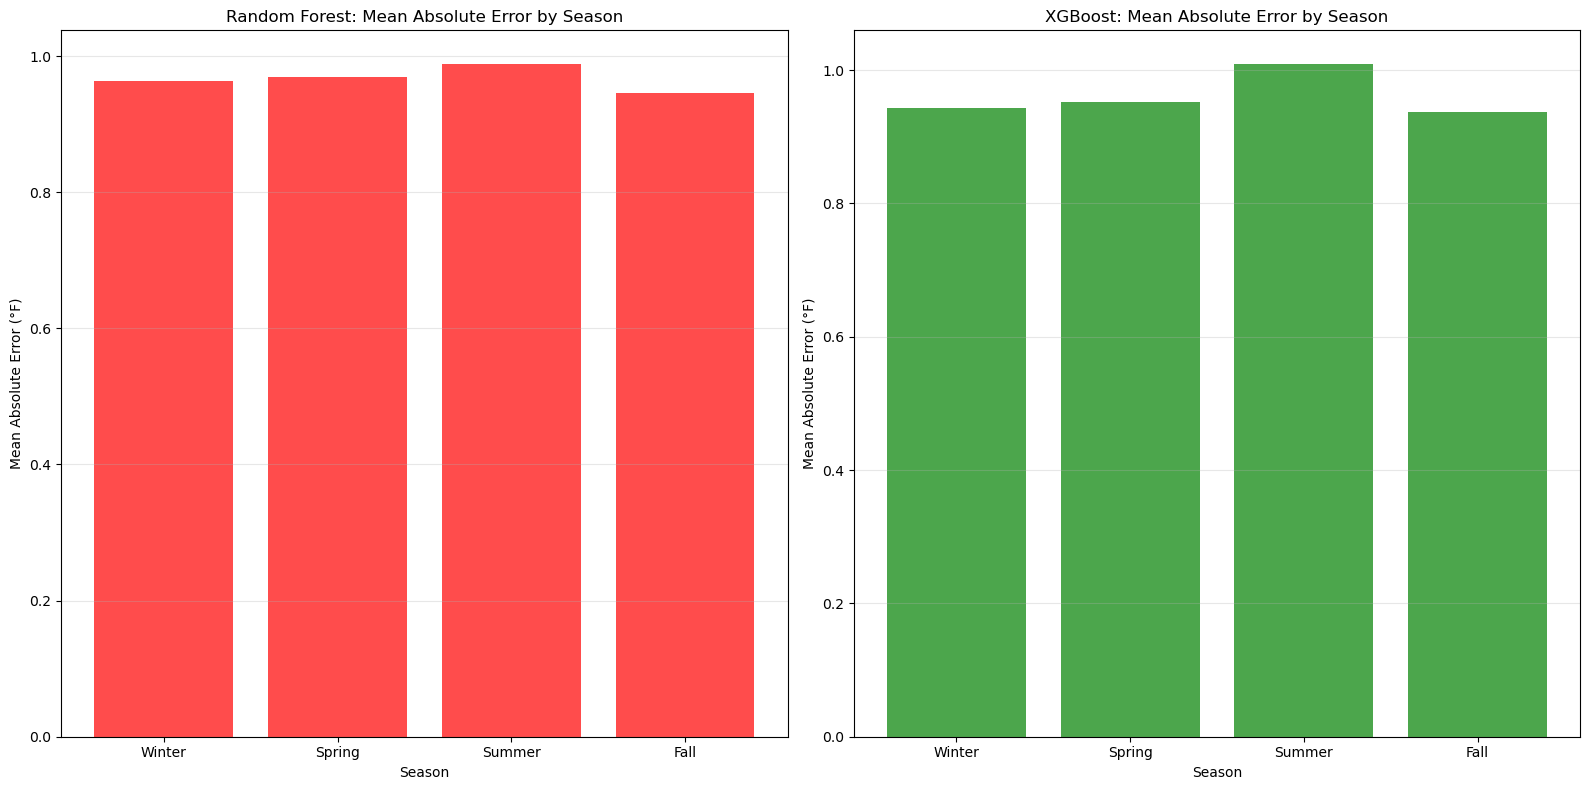 Random Forest: Mean Absolute Error by Season
Mean Absolute Error (°F)
1.0
0.8
0.6
0.4
0.2
0.0
Winter Spring Summer Fall
Season
XGBoost: Mean Absolute Error by Season
Mean Absolute Error (°F)
1.0
0.8
0.6
0.4
0.2
0.0
Winter Spring Summer Fall
Season